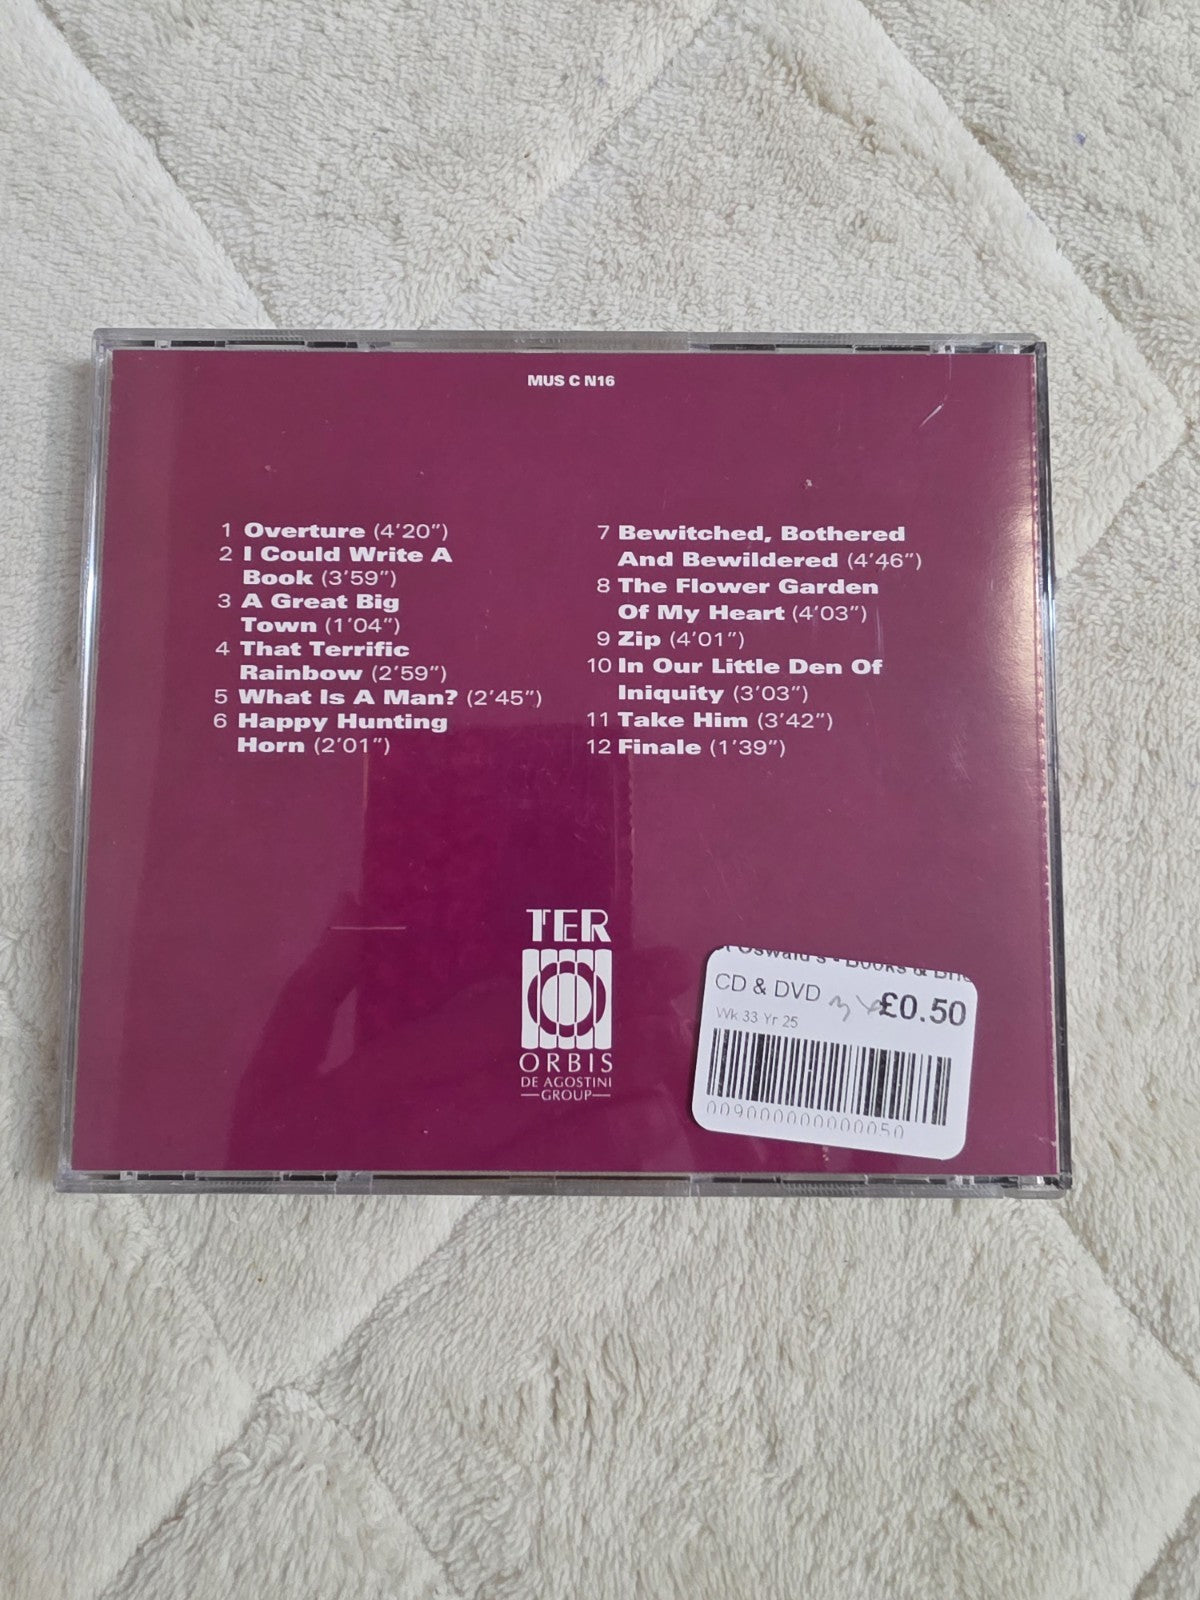 MUS C N16
1 Overture (4'20")
2 I Could Write A
Book (3'59")
3 A Great Big
Town (1'04")
4 That Terrific
Rainbow (2'59")
5 What Is A Man? (2'45")
6 Happy Hunting
Horn (2'01")
7 Bewitched, Bothered
And Bewildered (4'46")
8 The Flower Garden
Of My Heart (4'03")
9 Zip (4'01")
10 In Our Little Den Of
Iniquity (3'03")
11 Take Him (3'42")
12 Finale (1'39")
TER
ORBIS
DE AGOSTINI
GROUP
Oswald's - Books &
CD & DVD £0.50
Wk 33 Yr 25